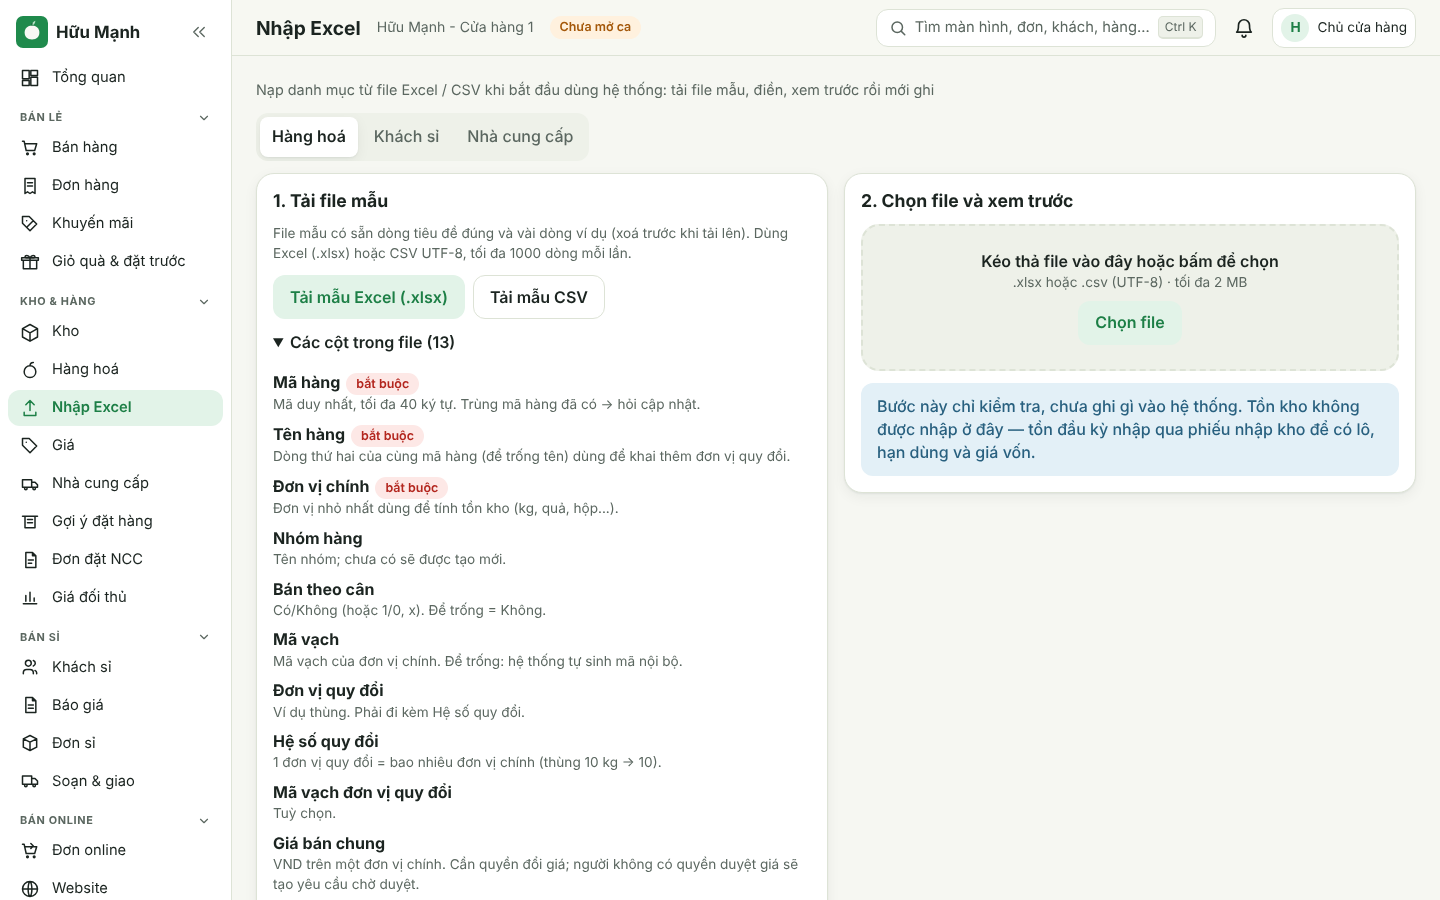 Hữu Mạnh
Tổng quan
BÁN LẺ
Bán hàng
Đơn hàng
Khuyến mãi
Giỏ quà & đặt trước
KHO & HÀNG
Kho
Hàng hoá
Nhập Excel
Giá
Nhà cung cấp
Gợi ý đặt hàng
Đơn đặt NCC
Giá đối thủ
BÁN SỈ
Khách sỉ
Báo giá
Đơn sỉ
Soạn & giao
BÁN ONLINE
Đơn online
Website
Nhập Excel
Hữu Mạnh - Cửa hàng 1
Chưa mở ca
Tìm màn hình, đơn, khách, hàng...
Ctrl K
H
Chủ cửa hàng
Nạp danh mục từ file Excel / CSV khi bắt đầu dùng hệ thống: tải file mẫu, điền, xem trước rồi mới ghi
Hàng hoá
Khách sỉ
Nhà cung cấp
1. Tải file mẫu
File mẫu có sẵn dòng tiêu đề đúng và vài dòng ví dụ (xoá trước khi tải lên). Dùng
Excel (.xlsx) hoặc CSV UTF-8, tối đa 1000 dòng mỗi lần.
Tải mẫu Excel (.xlsx)
Tải mẫu CSV
▼ Các cột trong file (13)
Mã hàng bắt buộc
Mã duy nhất, tối đa 40 ký tự. Trùng mã hàng đã có → hỏi cập nhật.
Tên hàng bắt buộc
Dòng thứ hai của cùng mã hàng (để trống tên) dùng để khai thêm đơn vị quy đổi.
Đơn vị chính bắt buộc
Đơn vị nhỏ nhất dùng để tính tồn kho (kg, quả, hộp...).
Nhóm hàng
Tên nhóm; chưa có sẽ được tạo mới.
Bán theo cân
Có/Không (hoặc 1/0, x). Để trống = Không.
Mã vạch
Mã vạch của đơn vị chính. Để trống: hệ thống tự sinh mã nội bộ.
Đơn vị quy đổi
Ví dụ thùng. Phải đi kèm Hệ số quy đổi.
Hệ số quy đổi
1 đơn vị quy đổi = bao nhiêu đơn vị chính (thùng 10 kg → 10).
Mã vạch đơn vị quy đổi
Tuỳ chọn.
Giá bán chung
VND trên một đơn vị chính. Cần quyền đổi giá; người không có quyền duyệt giá sẽ
tạo yêu cầu chờ duyệt.
2. Chọn file và xem trước
Kéo thả file vào đây hoặc bấm để chọn
.xlsx hoặc .csv (UTF-8) · tối đa 2 MB
Chọn file
Bước này chỉ kiểm tra, chưa ghi gì vào hệ thống. Tồn kho không
được nhập ở đây — tồn đầu kỳ nhập qua phiếu nhập kho để có lô,
hạn dùng và giá vốn.